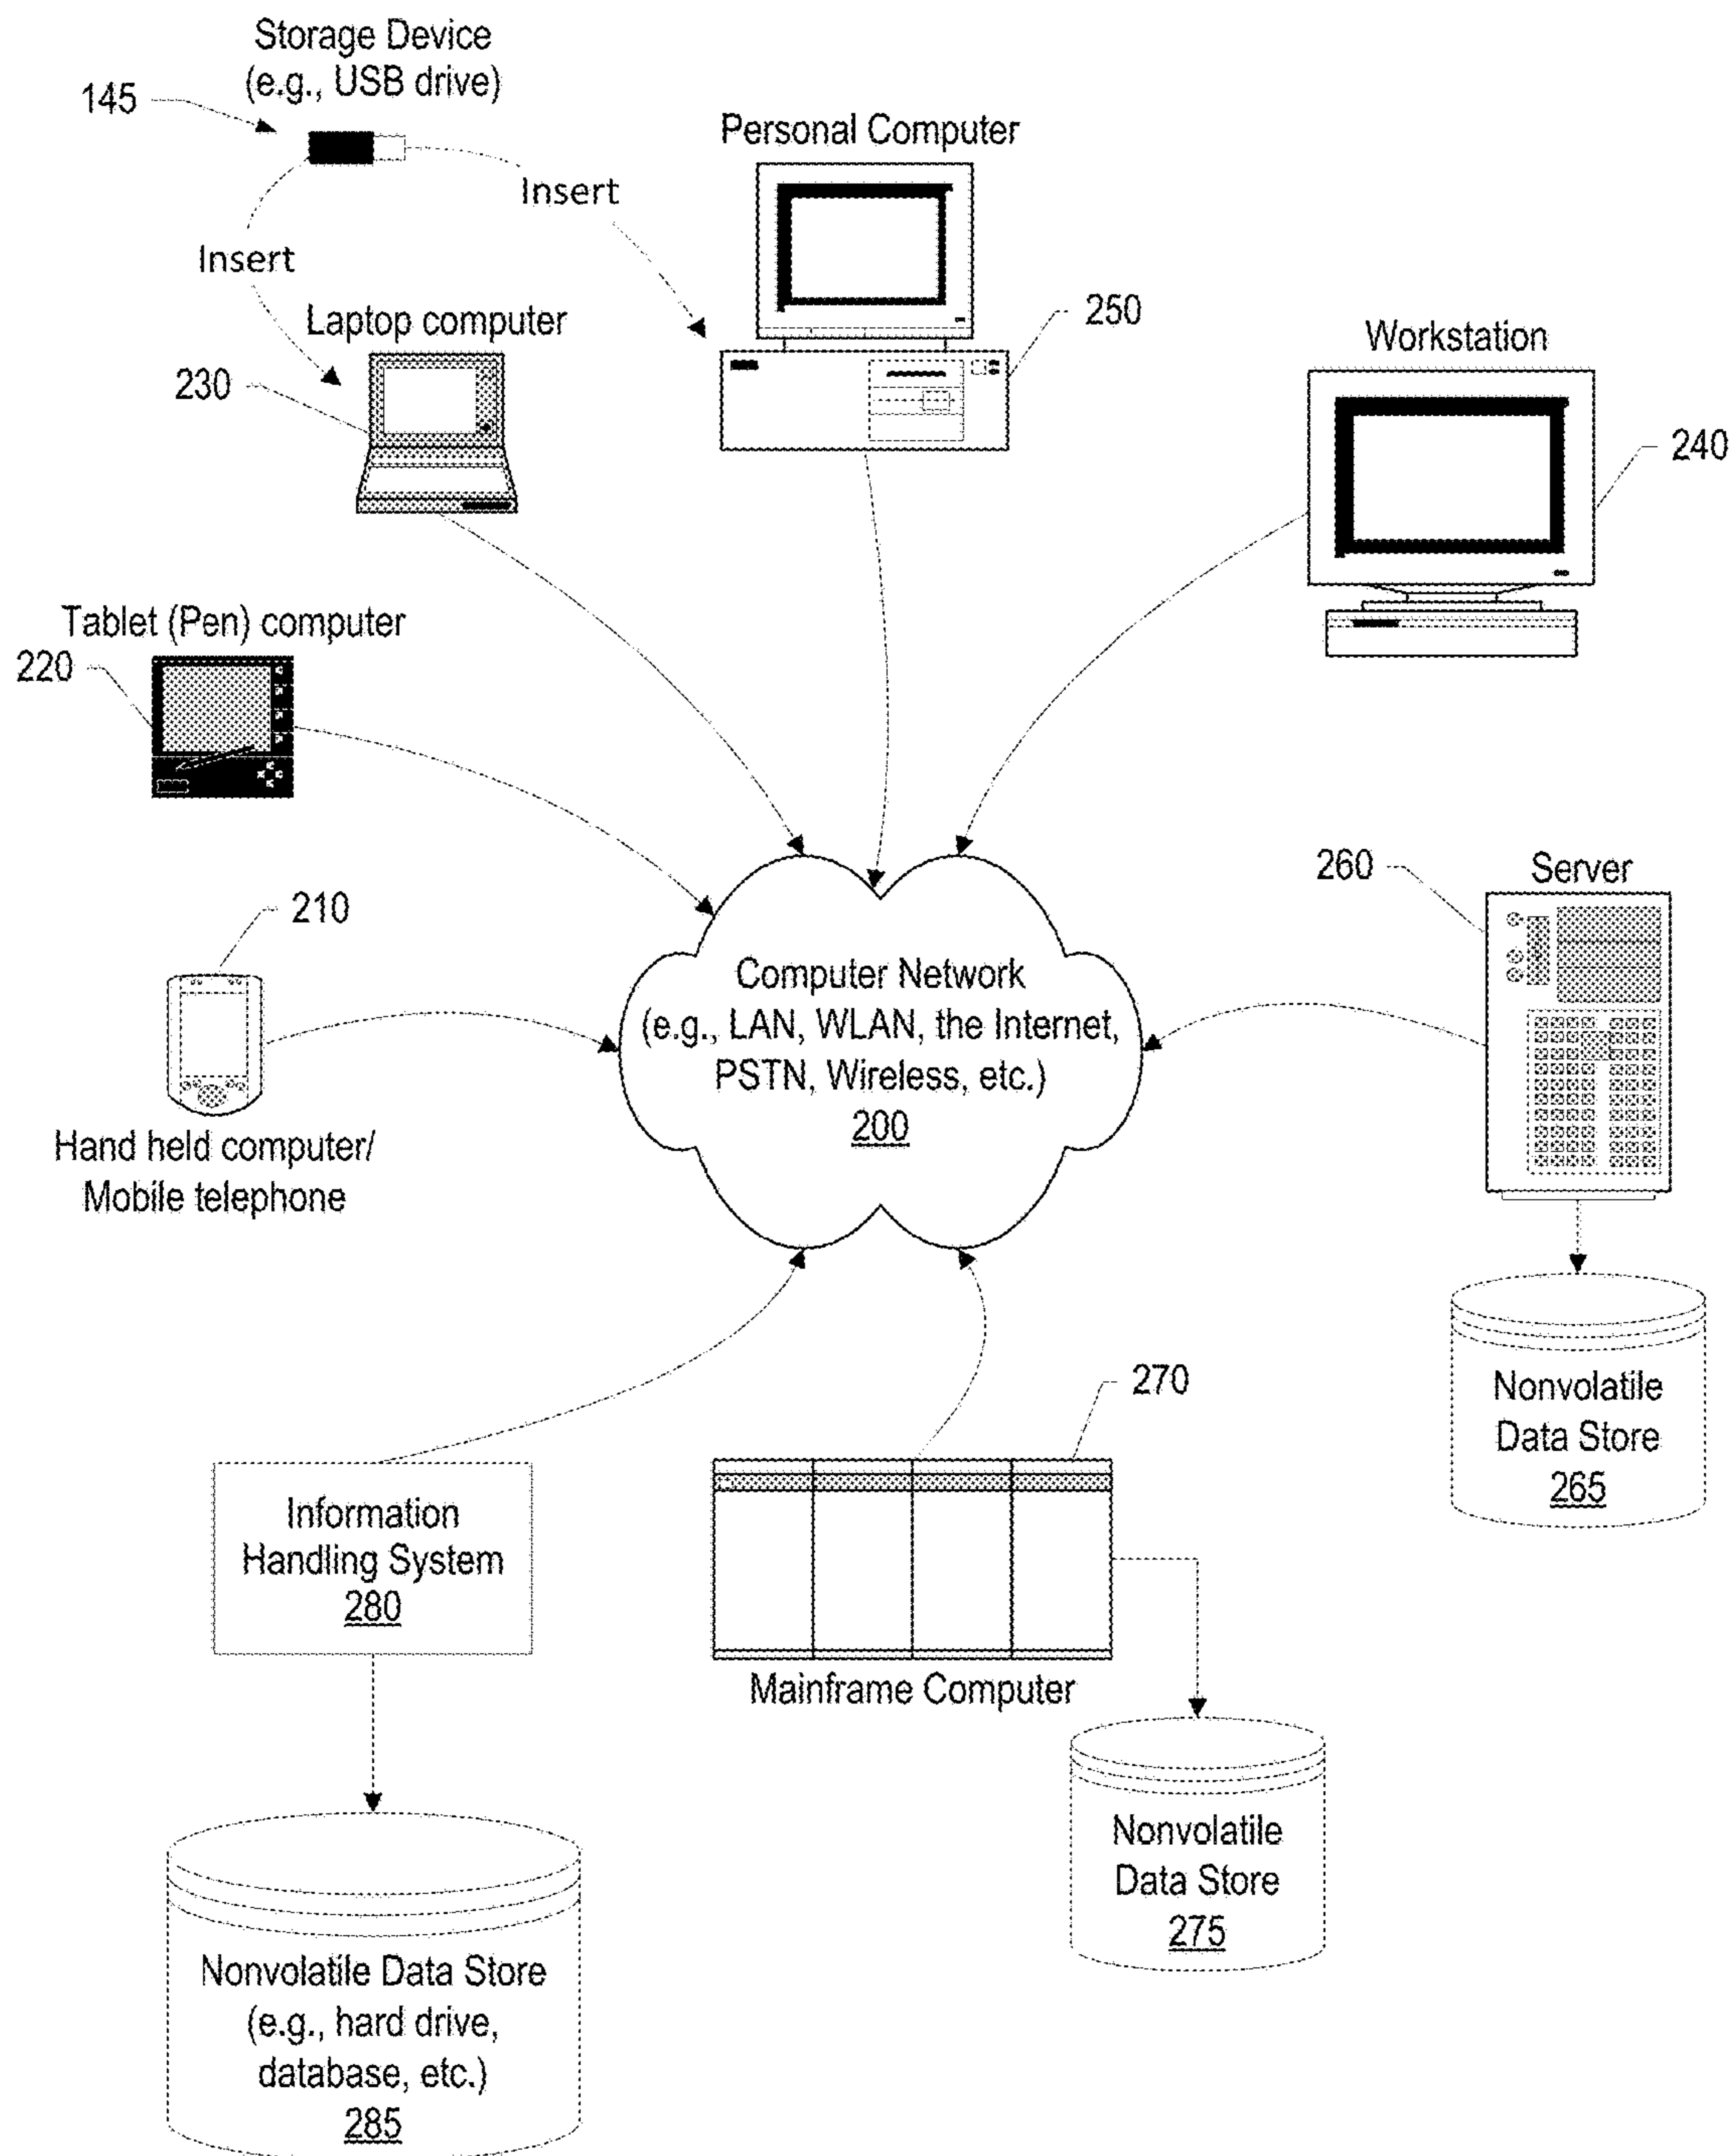 Storage Device
(e.g., USB drive)
145
Insert
Insert
Personal Computer
250
Laptop computer
230
Workstation
240
Tablet (Pen) computer
220
210
Hand held computer/
Mobile telephone
Computer Network
(e.g., LAN, WLAN, the Internet,
PSTN, Wireless, etc.)
200
260
Server
Nonvolatile
Data Store
265
270
Mainframe Computer
Nonvolatile
Data Store
275
Information
Handling System
280
Nonvolatile Data Store
(e.g., hard drive,
database, etc.)
285